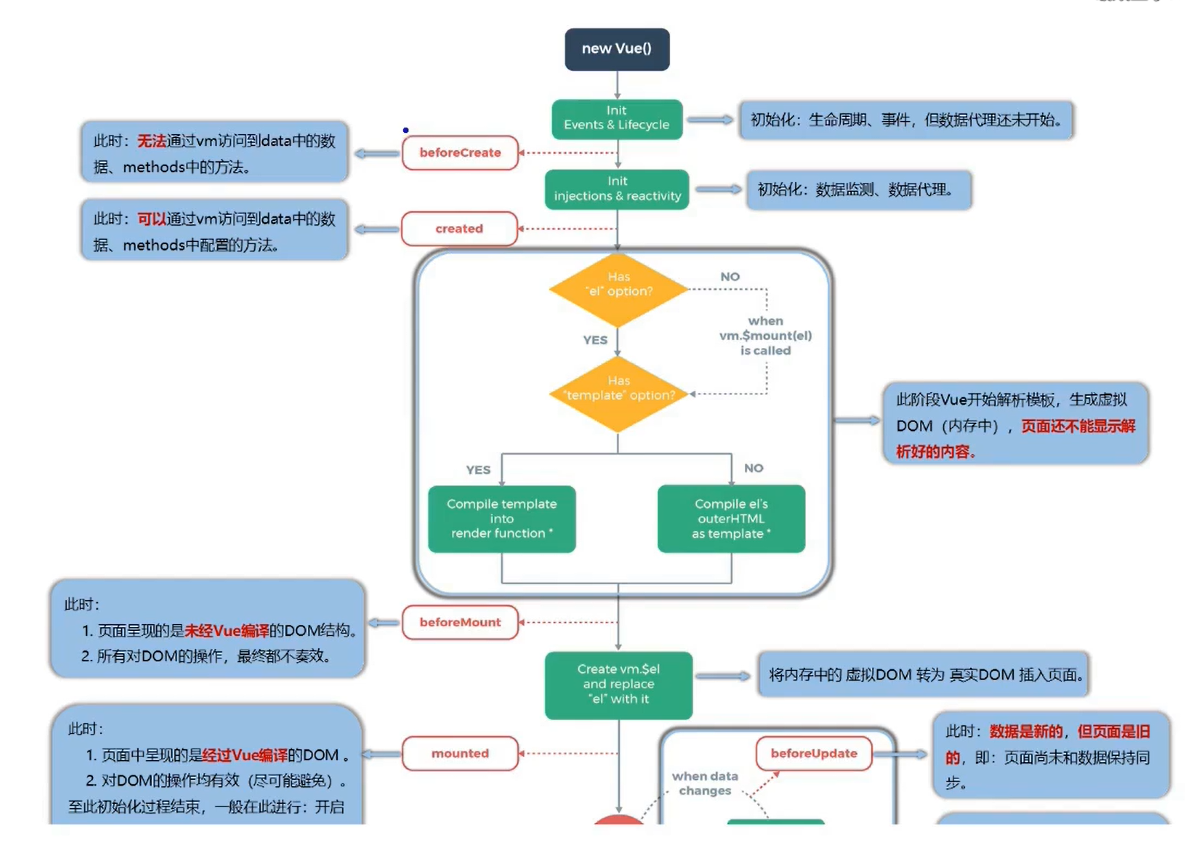 new Vue()
Init
Events & Lifecycle
初始化：生命周期、事件，但数据代理还未开始。
此时：无法通过vm访问到data中的数
据、methods中的方法。
beforeCreate
Init
injections & reactivity
初始化：数据监测、数据代理。
此时：可以通过vm访问到data中的数
据、methods中配置的方法。
created
Has
"el" option?
NO
when
vm.$mount(el)
is called
YES
Has
"template" option?
此阶段Vue开始解析模板，生成虚拟
DOM（内存中），页面还不能显示解
析好的内容。
YES
NO
Compile template
into
render function *
Compile el's
outerHTML
as template *
此时：
1. 页面呈现的是未经Vue编译的DOM结构。
2. 所有对DOM的操作，最终都不奏效。
beforeMount
Create vm.$el
and replace
"el" with it
将内存中的 虚拟DOM 转为 真实DOM 插入页面。
此时：
1. 页面中呈现的是经过Vue编译的DOM 。
2. 对DOM的操作均有效（尽可能避免）。
至此初始化过程结束，一般在此进行：开启
mounted
beforeUpdate
when data
changes
此时：数据是新的，但页面是旧
的，即：页面尚未和数据保持同
步。